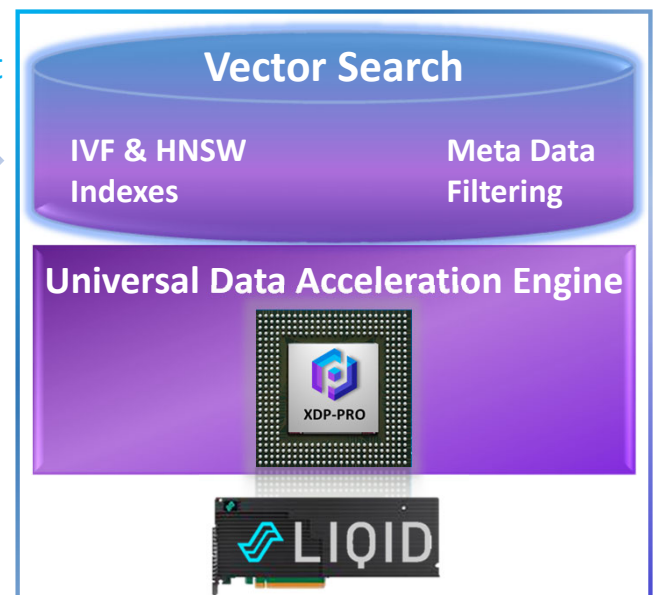 t
Vector Search
IVF & HNSW
Indexes
Meta Data
Filtering
Universal Data Acceleration Engine
XDP-PRO
LIQID